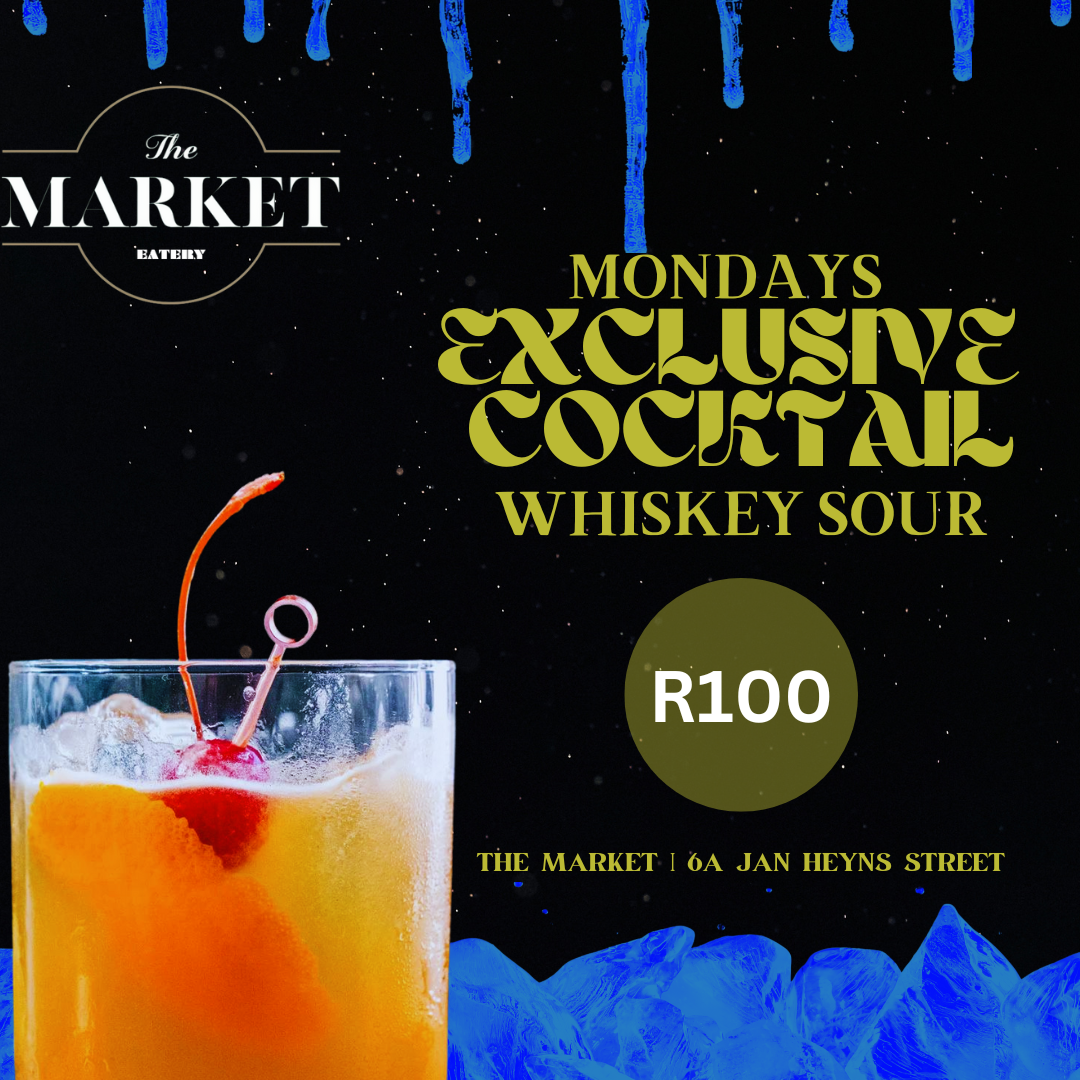 The
MARKET
EATERY
MONDAYS
EXCLUSIVE
COCKTAIL
WHISKEY SOUR
R100
THE MARKET | 6A JAN HEYNS STREET